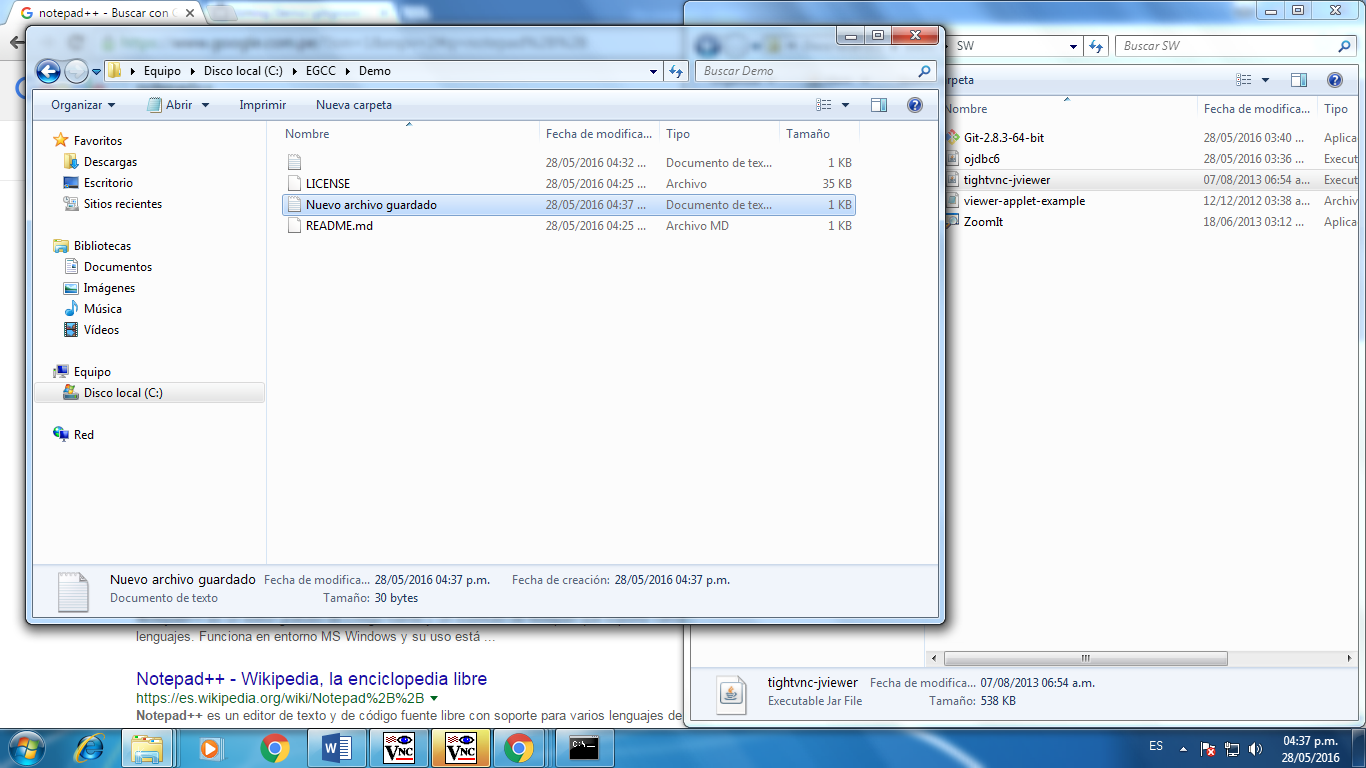 notepad++ - Buscar con G
Equipo Disco local (C:) EGCC Demo
Buscar Demo
Organizar Abrir Imprimir Nueva carpeta
Nombre Fecha de modifica... Tipo Tamaño
28/05/2016 04:32 ... Documento de tex... 1 KB
LICENSE 28/05/2016 04:25 ... Archivo 35 KB
Nuevo archivo guardado 28/05/2016 04:37 ... Documento de tex... 1 KB
README.md 28/05/2016 04:25 ... Archivo MD 1 KB
Favoritos
Descargas
Escritorio
Sitios recientes
Bibliotecas
Documentos
Imágenes
Música
Vídeos
Equipo
Disco local (C:)
Red
Nuevo archivo guardado Fecha de modifica... 28/05/2016 04:37 p.m. Fecha de creación: 28/05/2016 04:37 p.m.
Documento de texto Tamaño: 30 bytes
SW
Buscar SW
rpeta
Nombre Fecha de modifica... Tipo
Git-2.8.3-64-bit 28/05/2016 03:40 ... Aplica
ojdbc6 28/05/2016 03:36 ... Execut
tightvnc-jviewer 07/08/2013 06:54 a... Execut
viewer-applet-example 12/12/2012 03:38 a... Archiv
ZoomIt 18/06/2013 03:12 ... Aplica
tightvnc-jviewer Fecha de modifica... 07/08/2013 06:54 a.m.
Executable Jar File Tamaño: 538 KB
lenguajes. Funciona en entorno MS Windows y su uso está ...
Notepad++ - Wikipedia, la enciclopedia libre
https://es.wikipedia.org/wiki/Notepad%2B%2B
Notepad++ es un editor de texto y de código fuente libre con soporte para varios lenguajes de
VNC
VNC
C:\
ES
04:37 p.m.
28/05/2016